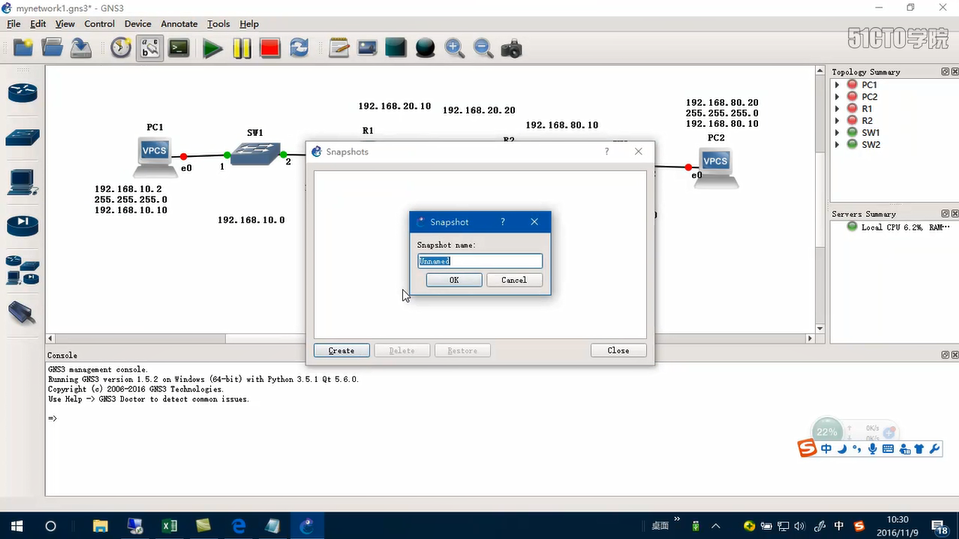 mynetwork1.gns3* - GNS3
File Edit View Control Device Annotate Tools Help
51CTO学院
192.168.20.10
192.168.20.20
192.168.80.10
192.168.80.20
255.255.255.0
192.168.80.10
PC1
SW1
R1
R2
PC2
VPCS
VPCS
e0
1
2
e0
192.168.10.2
255.255.255.0
192.168.10.10
192.168.10.0
Snapshots
Snapshot
Snapshot name:
Unnamed
OK Cancel
Create Delete Restore Close
Topology Summary
PC1
PC2
R1
R2
SW1
SW2
Servers Summary
Local CPU 6.2%, RAM⋯
Console
GNS3 management console.
Running GNS3 version 1.5.2 on Windows (64-bit) with Python 3.5.1 Qt 5.6.0.
Copyright (c) 2006-2016 GNS3 Technologies.
Use Help -> GNS3 Doctor to detect common issues.
=>
22%
0K/s
0K/s
中
桌面
中
10:30
2016/11/9
18